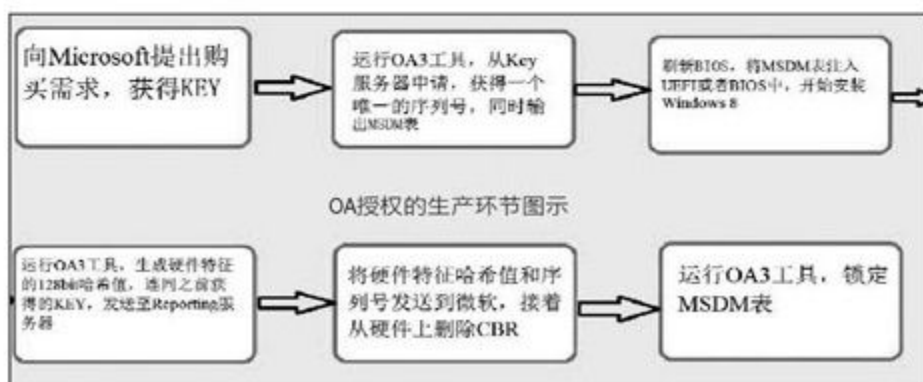 向Microsoft提出购
买需求，获得KEY
运行OA3工具，从Key
服务器中请，获得一个
唯一的序列号，同时输
出MSDM表
刷新BIOS，将MSDM表注入
UEFI或者BIOS中，开始安装
Windows 8
OA授权的生产环节图示
运行OA3工具，生成硬件特征
的128bit哈希值，连同之前获
得的KEY，发送至Reporting服
务器
将硬件特征哈希值和序
列号发送到微软，接着
从硬件上删除CBR
运行OA3工具，锁定
MSDM表